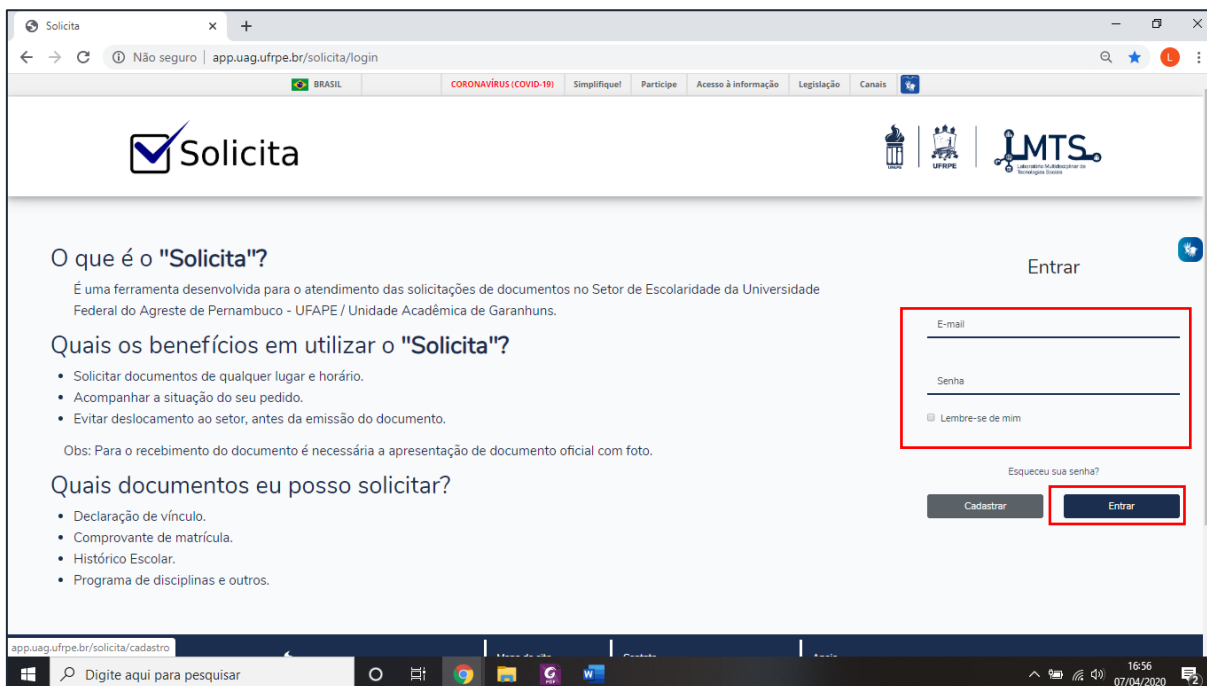 Solicita
Não seguro | app.uag.ufrpe.br/solicita/login
L
BRASIL CORONAVÍRUS (COVID-19) Simplifique! Participe Acesso à informação Legislação Canais
Solicita
UFRPE
LMTS
Laboratório Multidisciplinar de
Tecnologias Sociais
O que é o "Solicita"?
É uma ferramenta desenvolvida para o atendimento das solicitações de documentos no Setor de Escolaridade da Universidade
Federal do Agreste de Pernambuco - UFAPE / Unidade Acadêmica de Garanhuns.
Quais os benefícios em utilizar o "Solicita"?
• Solicitar documentos de qualquer lugar e horário.
• Acompanhar a situação do seu pedido.
• Evitar deslocamento ao setor, antes da emissão do documento.
Obs: Para o recebimento do documento é necessária a apresentação de documento oficial com foto.
Quais documentos eu posso solicitar?
• Declaração de vínculo.
• Comprovante de matrícula.
• Histórico Escolar.
• Programa de disciplinas e outros.
Entrar
E-mail
Senha
Lembre-se de mim
Esqueceu sua senha?
Cadastrar Entrar
app.uag.ufrpe.br/solicita/cadastro
Digite aqui para pesquisar
16:56
07/04/2020